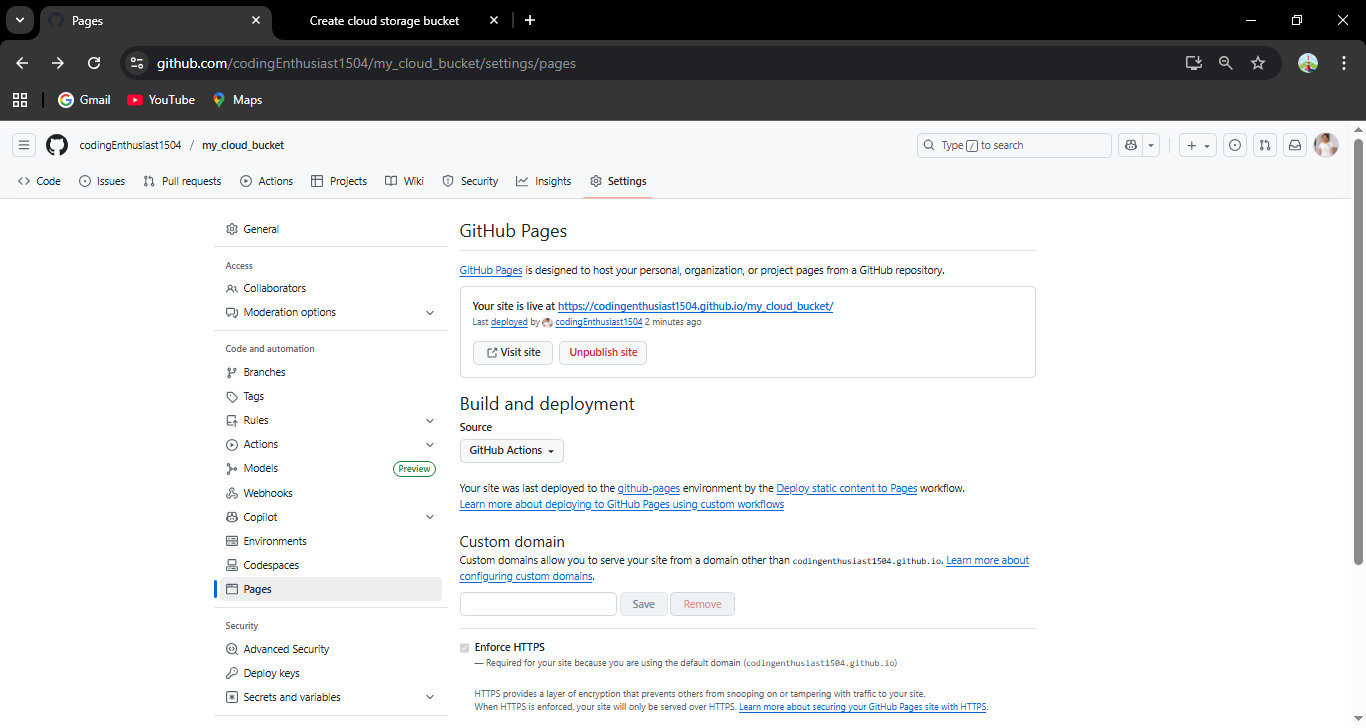 Pages
Create cloud storage bucket
github.com/codingEnthusiast1504/my_cloud_bucket/settings/pages
Gmail
YouTube
Maps
codingEnthusiast1504 / my_cloud_bucket
Type / to search
Code
Issues
Pull requests
Actions
Projects
Wiki
Security
Insights
Settings
General
Access
Collaborators
Moderation options
Code and automation
Branches
Tags
Rules
Actions
Models Preview
Webhooks
Copilot
Environments
Codespaces
Pages
Security
Advanced Security
Deploy keys
Secrets and variables
GitHub Pages
GitHub Pages is designed to host your personal, organization, or project pages from a GitHub repository.
Your site is live at https://codingenthusiast1504.github.io/my_cloud_bucket/
Last deployed by codingEnthusiast1504 2 minutes ago
Visit site
Unpublish site
Build and deployment
Source
GitHub Actions
Your site was last deployed to the github-pages environment by the Deploy static content to Pages workflow.
Learn more about deploying to GitHub Pages using custom workflows
Custom domain
Custom domains allow you to serve your site from a domain other than codingenthusiast1504.github.io. Learn more about
configuring custom domains.
Save
Remove
Enforce HTTPS
— Required for your site because you are using the default domain (codingenthusiast1504.github.io)
HTTPS provides a layer of encryption that prevents others from snooping on or tampering with traffic to your site.
When HTTPS is enforced, your site will only be served over HTTPS. Learn more about securing your GitHub Pages site with HTTPS.